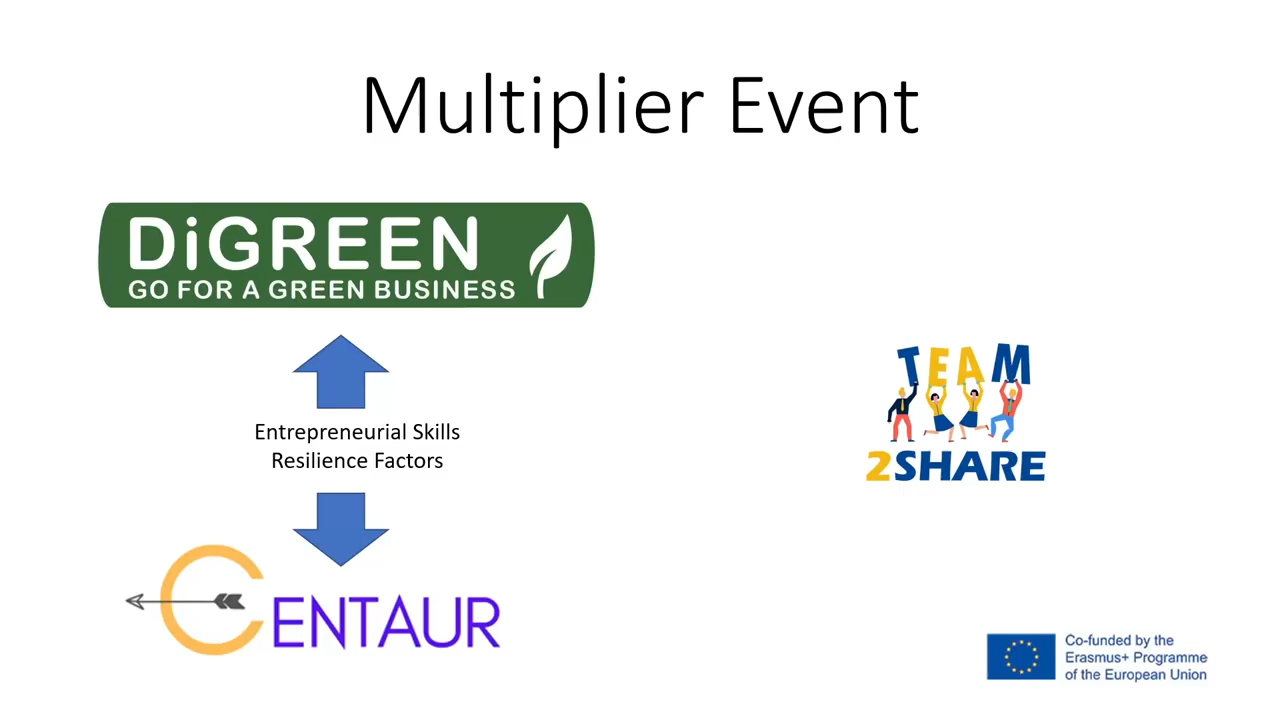 Multiplier Event
DiGREEN
GO FOR A GREEN BUSINESS
Entrepreneurial Skills
Resilience Factors
CENTAUR
TEAM
2SHARE
Co-funded by the
Erasmus+ Programme
of the European Union